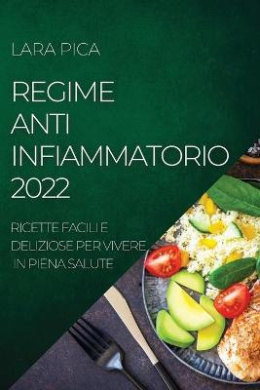 LARA PICA
REGIME
ANTI
INFIAMMATORIO
2022
RICETTE FACILI E
DELIZIOSE PER VIVERE
IN PIENA SALUTE